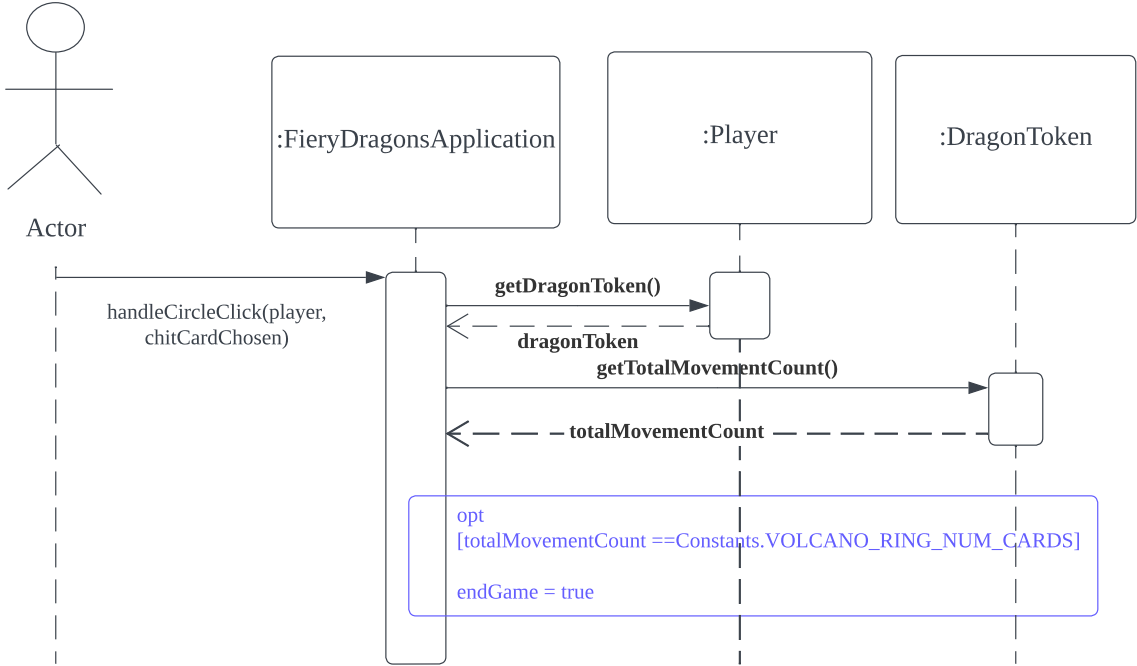 :FieryDragonsApplication
:Player
:DragonToken
Actor
handleCircleClick(player,
chitCardChosen)
getDragonToken()
dragonToken
getTotalMovementCount()
totalMovementCount
opt
[totalMovementCount ==Constants.VOLCANO_RING_NUM_CARDS]
endGame = true